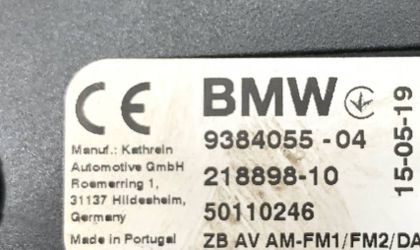 CE BMW
Manuf.: Kathrein
Automotive GmbH
Roemerring 1,
31137 Hildesheim,
Germany
Made in Portugal
9384055 - 04
218898-10
50110246
ZB AV AM-FM1/FM2/DA
15-05-19